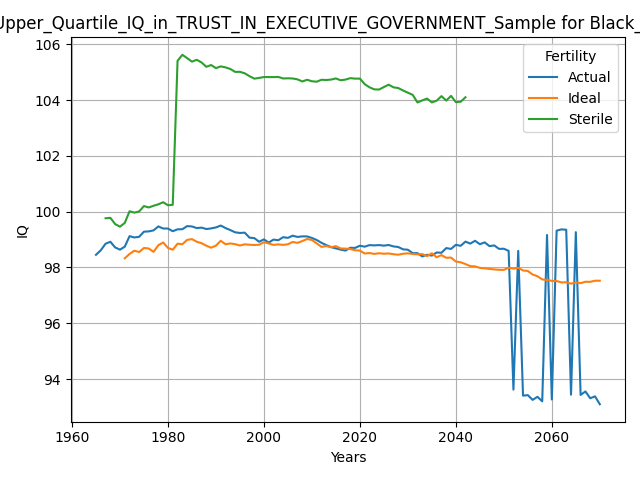 Upper_Quartile_IQ_in_TRUST_IN_EXECUTIVE_GOVERNMENT_Sample for Black_
106
104
102
100
98
96
94
IQ
1960
1980
2000
2020
2040
2060
Years
Fertility
Actual
Ideal
Sterile